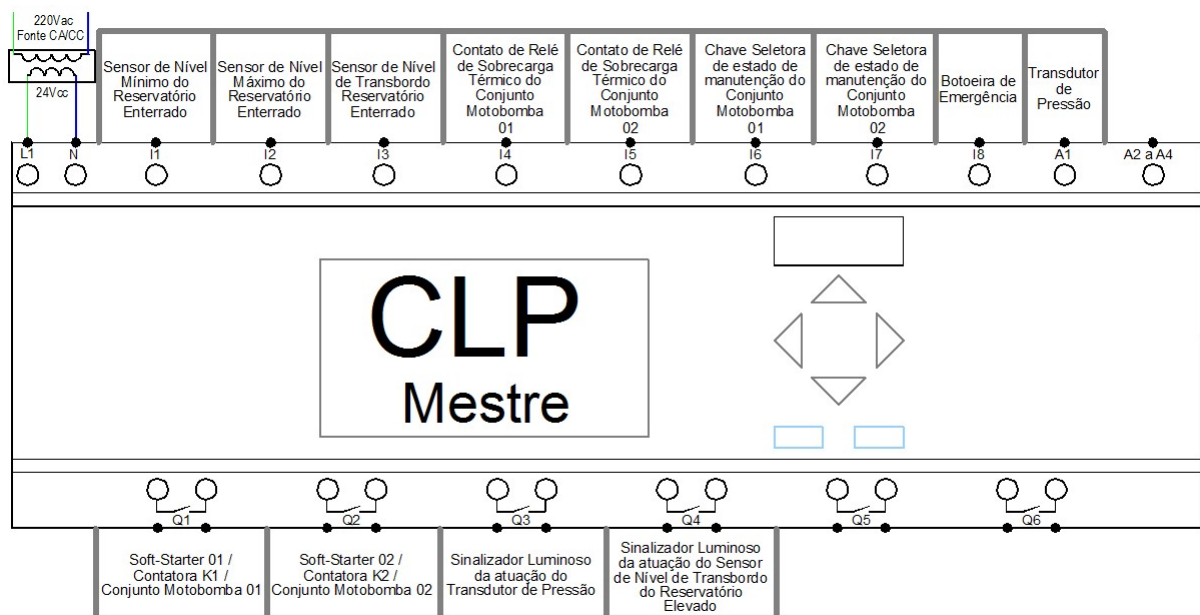 220Vac
Fonte CA/CC
24Vcc
Sensor de Nível
Mínimo do
Reservatório
Enterrado
Sensor de Nível
Máximo do
Reservatório
Enterrado
Sensor de Nível
de Transbordo
Reservatório
Enterrado
Contato de Relé
de Sobrecarga
Térmico do
Conjunto
Motobomba
01
Contato de Relé
de Sobrecarga
Térmico do
Conjunto
Motobomba
02
Chave Seletora
de estado de
manutenção do
Conjunto
Motobomba
01
Chave Seletora
de estado de
manutenção do
Conjunto
Motobomba
02
Botoeira de
Emergência
Transdutor
de
Pressão
L1 N I1 I2 I3 I4 I5 I6 I7 I8 A1 A2 a A4
CLP
Mestre
Q1 Q2 Q3 Q4 Q5 Q6
Soft-Starter 01 /
Contatora K1 /
Conjunto Motobomba 01
Soft-Starter 02 /
Contatora K2 /
Conjunto Motobomba 02
Sinalizador Luminoso
da atuação do
Transdutor de Pressão
Sinalizador Luminoso
da atuação do Sensor
de Nível de Transbordo
do Reservatório
Elevado